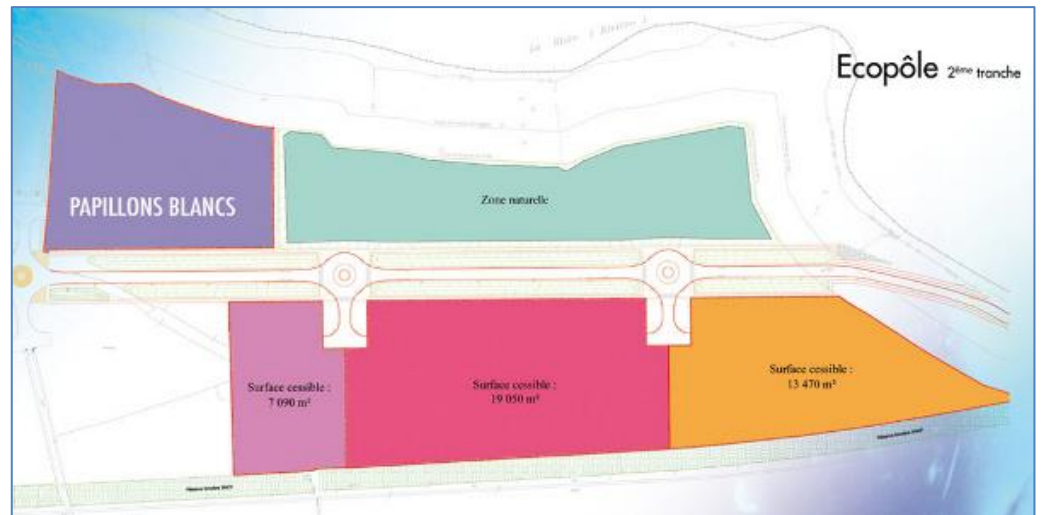 Ecopôle 2ème tranche
PAPILLONS BLANCS
Zone naturelle
Surface cessible :
7 090 m²
Surface cessible :
19 050 m²
Surface cessible :
13 470 m²